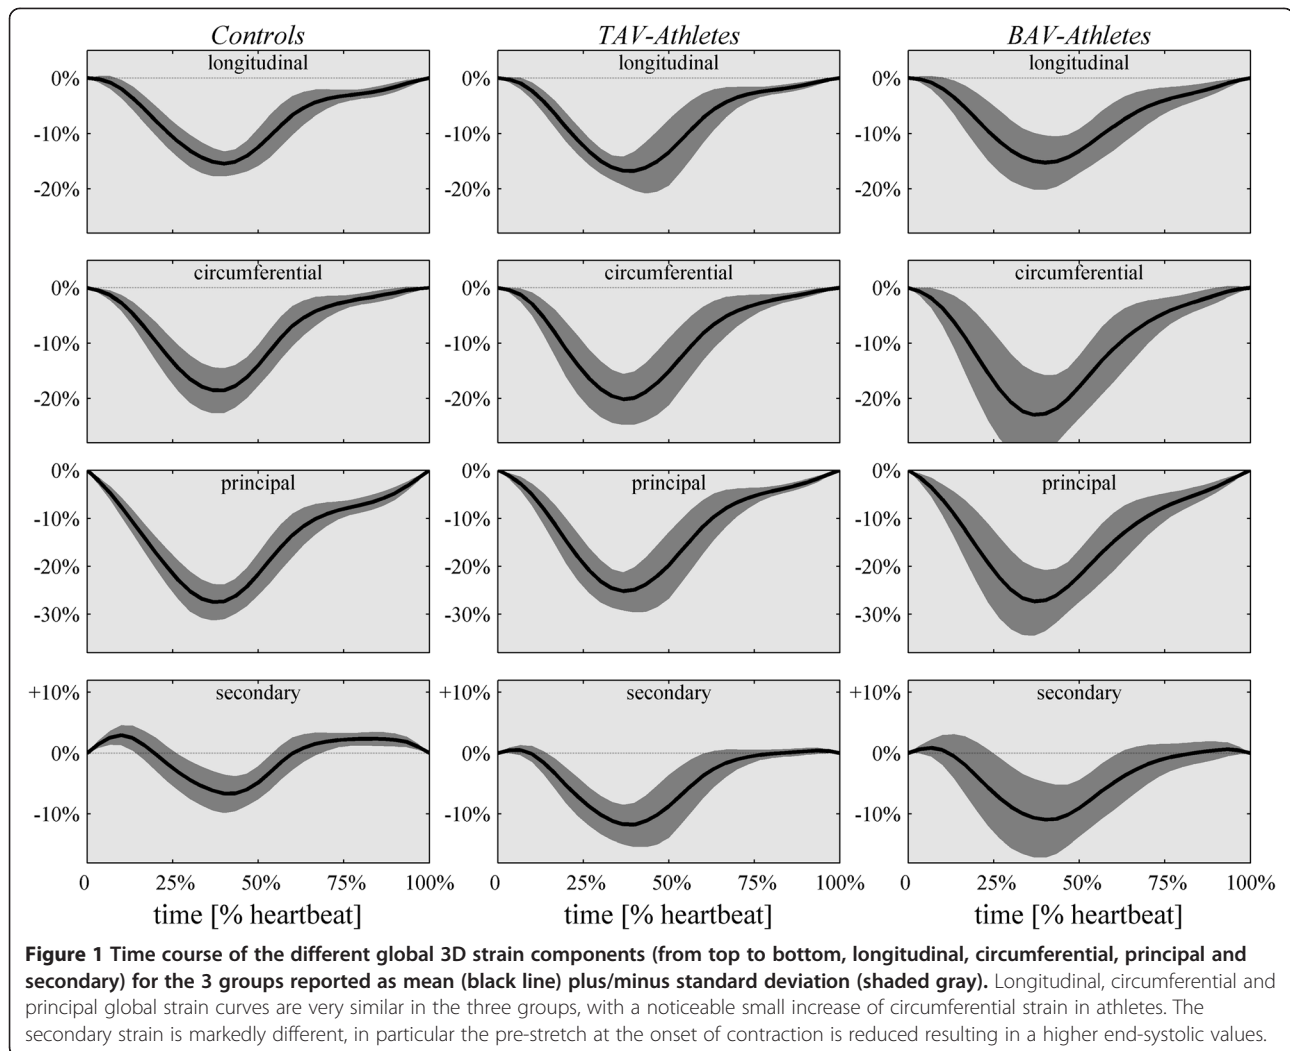 Controls TAV-Athletes BAV-Athletes
longitudinal longitudinal longitudinal
0% 0% 0%
-10% -10% -10%
-20% -20% -20%
circumferential circumferential circumferential
0% 0% 0%
-10% -10% -10%
-20% -20% -20%
0% 0% 0%
principal principal principal
-10% -10% -10%
-20% -20% -20%
-30% -30% -30%
+10% secondary +10% secondary +10% secondary
0% 0% 0%
-10% -10% -10%
0 25% 50% 75% 100% 0 25% 50% 75% 100% 0 25% 50% 75% 100%
time [% heartbeat] time [% heartbeat] time [% heartbeat]
Figure 1 Time course of the different global 3D strain components (from top to bottom, longitudinal, circumferential, principal and
secondary) for the 3 groups reported as mean (black line) plus/minus standard deviation (shaded gray). Longitudinal, circumferential and
principal global strain curves are very similar in the three groups, with a noticeable small increase of circumferential strain in athletes. The
secondary strain is markedly different, in particular the pre-stretch at the onset of contraction is reduced resulting in a higher end-systolic values.